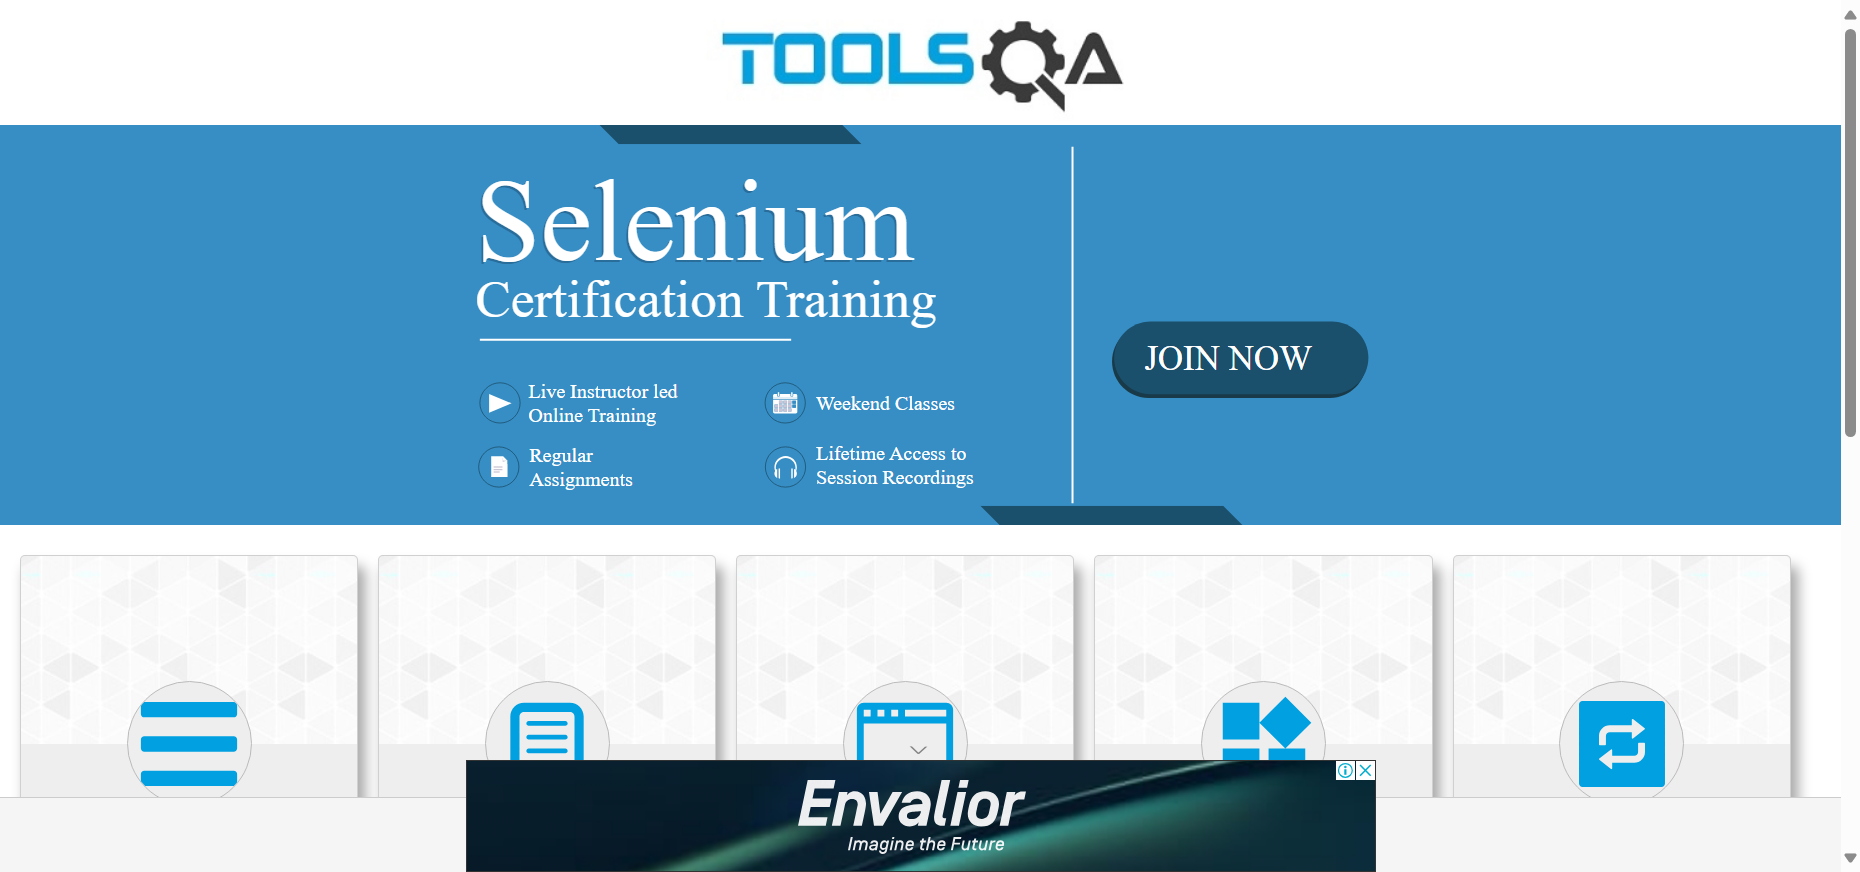 TOOLSQA
Selenium
Certification Training
JOIN NOW
Live Instructor led
Online Training
Weekend Classes
Regular
Assignments
Lifetime Access to
Session Recordings
Envalior
Imagine the Future